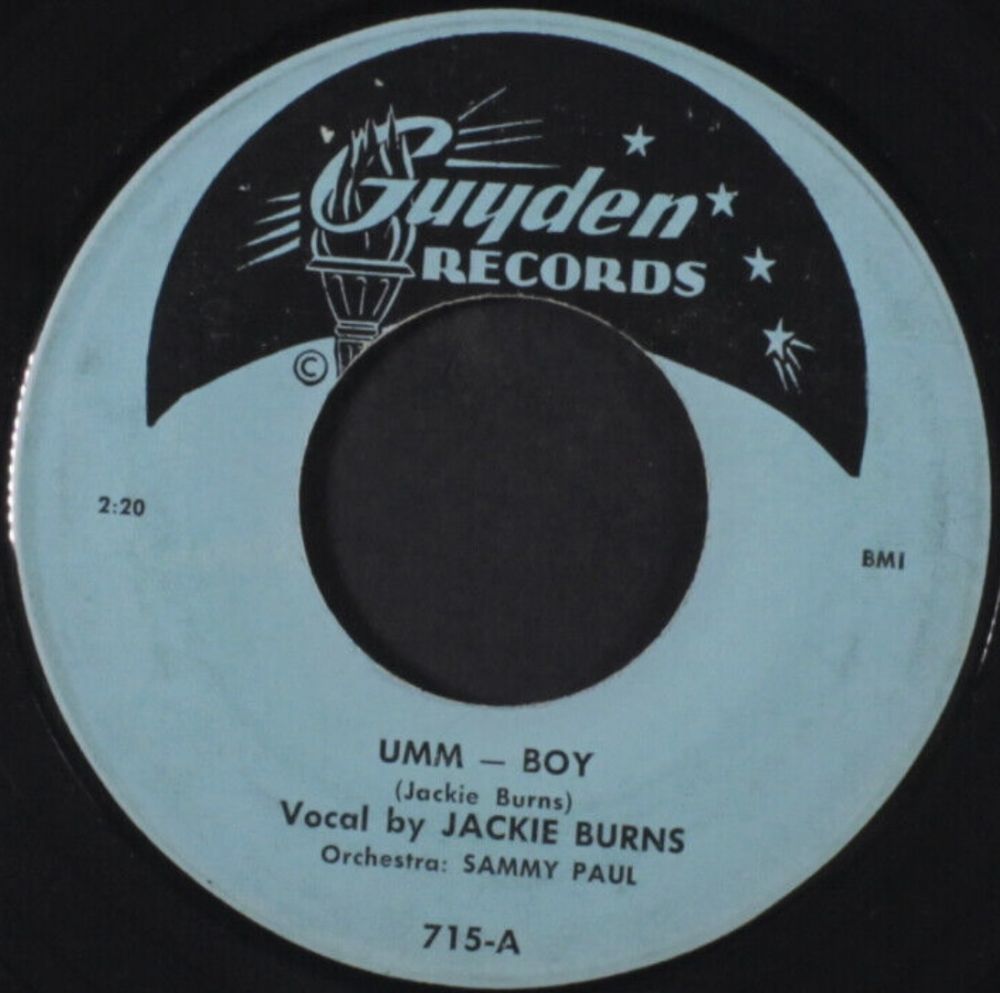 Guyden
RECORDS
©
2:20
BMI
UMM — BOY
(Jackie Burns)
Vocal by JACKIE BURNS
Orchestra: SAMMY PAUL
715-A